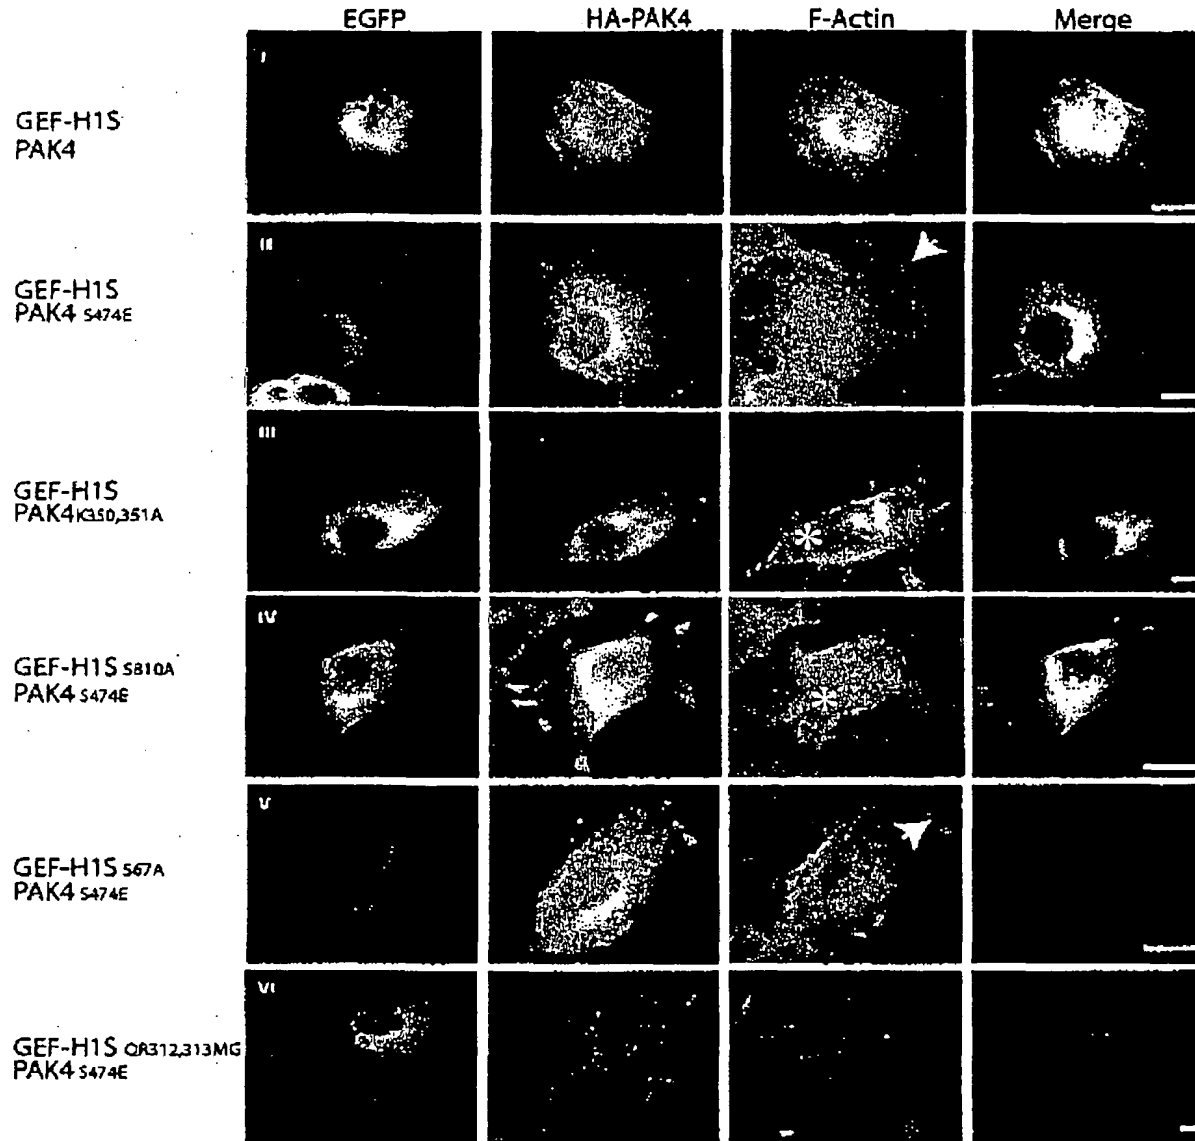 EGFP HA-PAK4 F-Actin Merge
I
GEF-H1S
PAK4
II
GEF-H1S
PAK4 S474E
III
GEF-H1S
PAK4 K350,351A
*
IV
GEF-H1S S810A
PAK4 S474E
*
V
GEF-H1S S67A
PAK4 S474E
VI
GEF-H1S QR312,313MG
PAK4 S474E